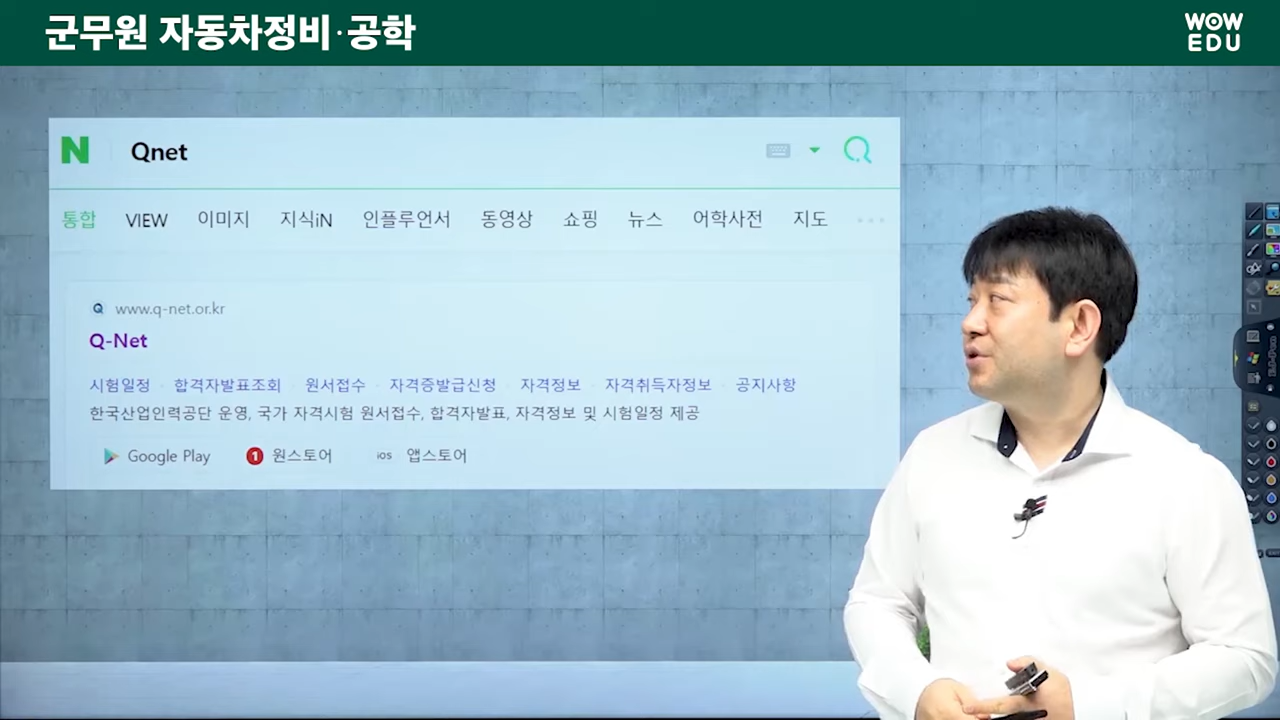 군무원 자동차정비·공학
WOW
EDU
N Qnet
통합 VIEW 이미지 지식iN 인플루언서 동영상 쇼핑 뉴스 어학사전 지도
Q www.q-net.or.kr
Q-Net
시험일정 · 합격자발표조회 · 원서접수 · 자격증발급신청 · 자격정보 · 자격취득자정보 · 공지사항
한국산업인력공단 운영, 국가 자격시험 원서접수, 합격자발표, 자격정보 및 시험일정 제공
Google Play 1 원스토어 iOS 앱스토어